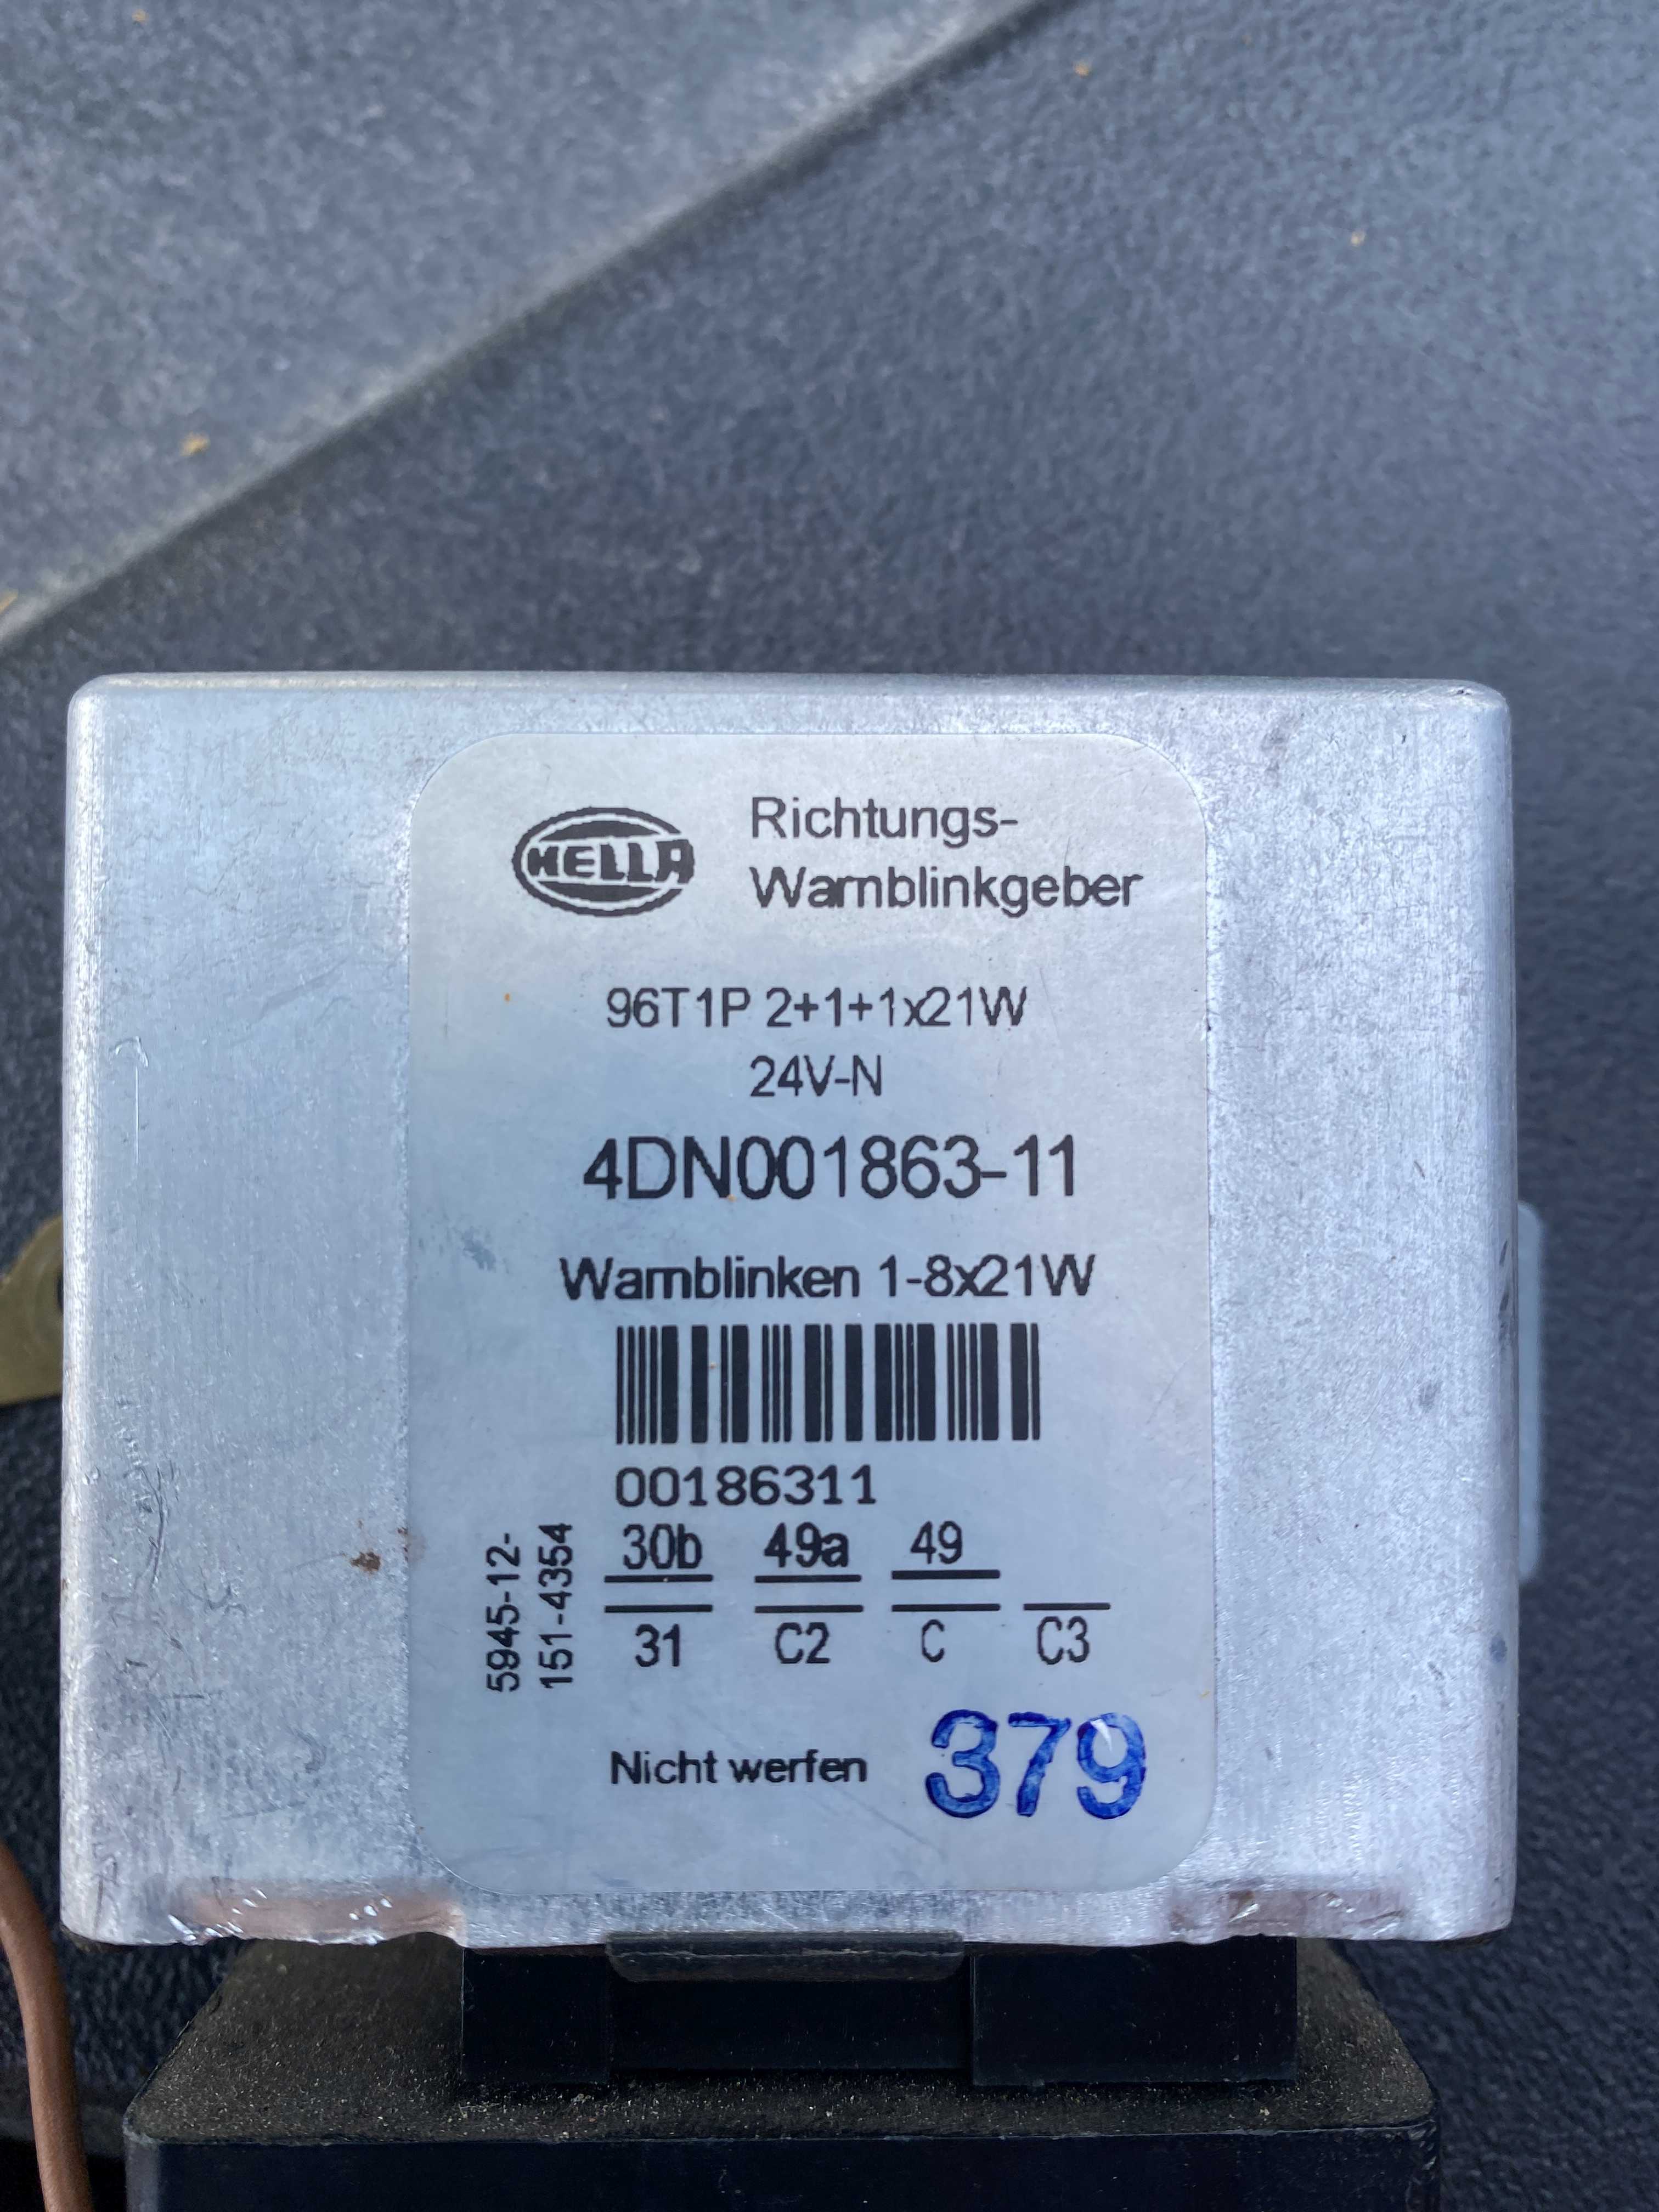 HELLA
Richtungs-
Warnblinkgeber
96T1P 2+1+1x21W
24V-N
4DN001863-11
Warnblinken 1-8x21W
00186311
5945-12-
151-4354
30b 49a 49
31 C2 C C3
Nicht werfen
379